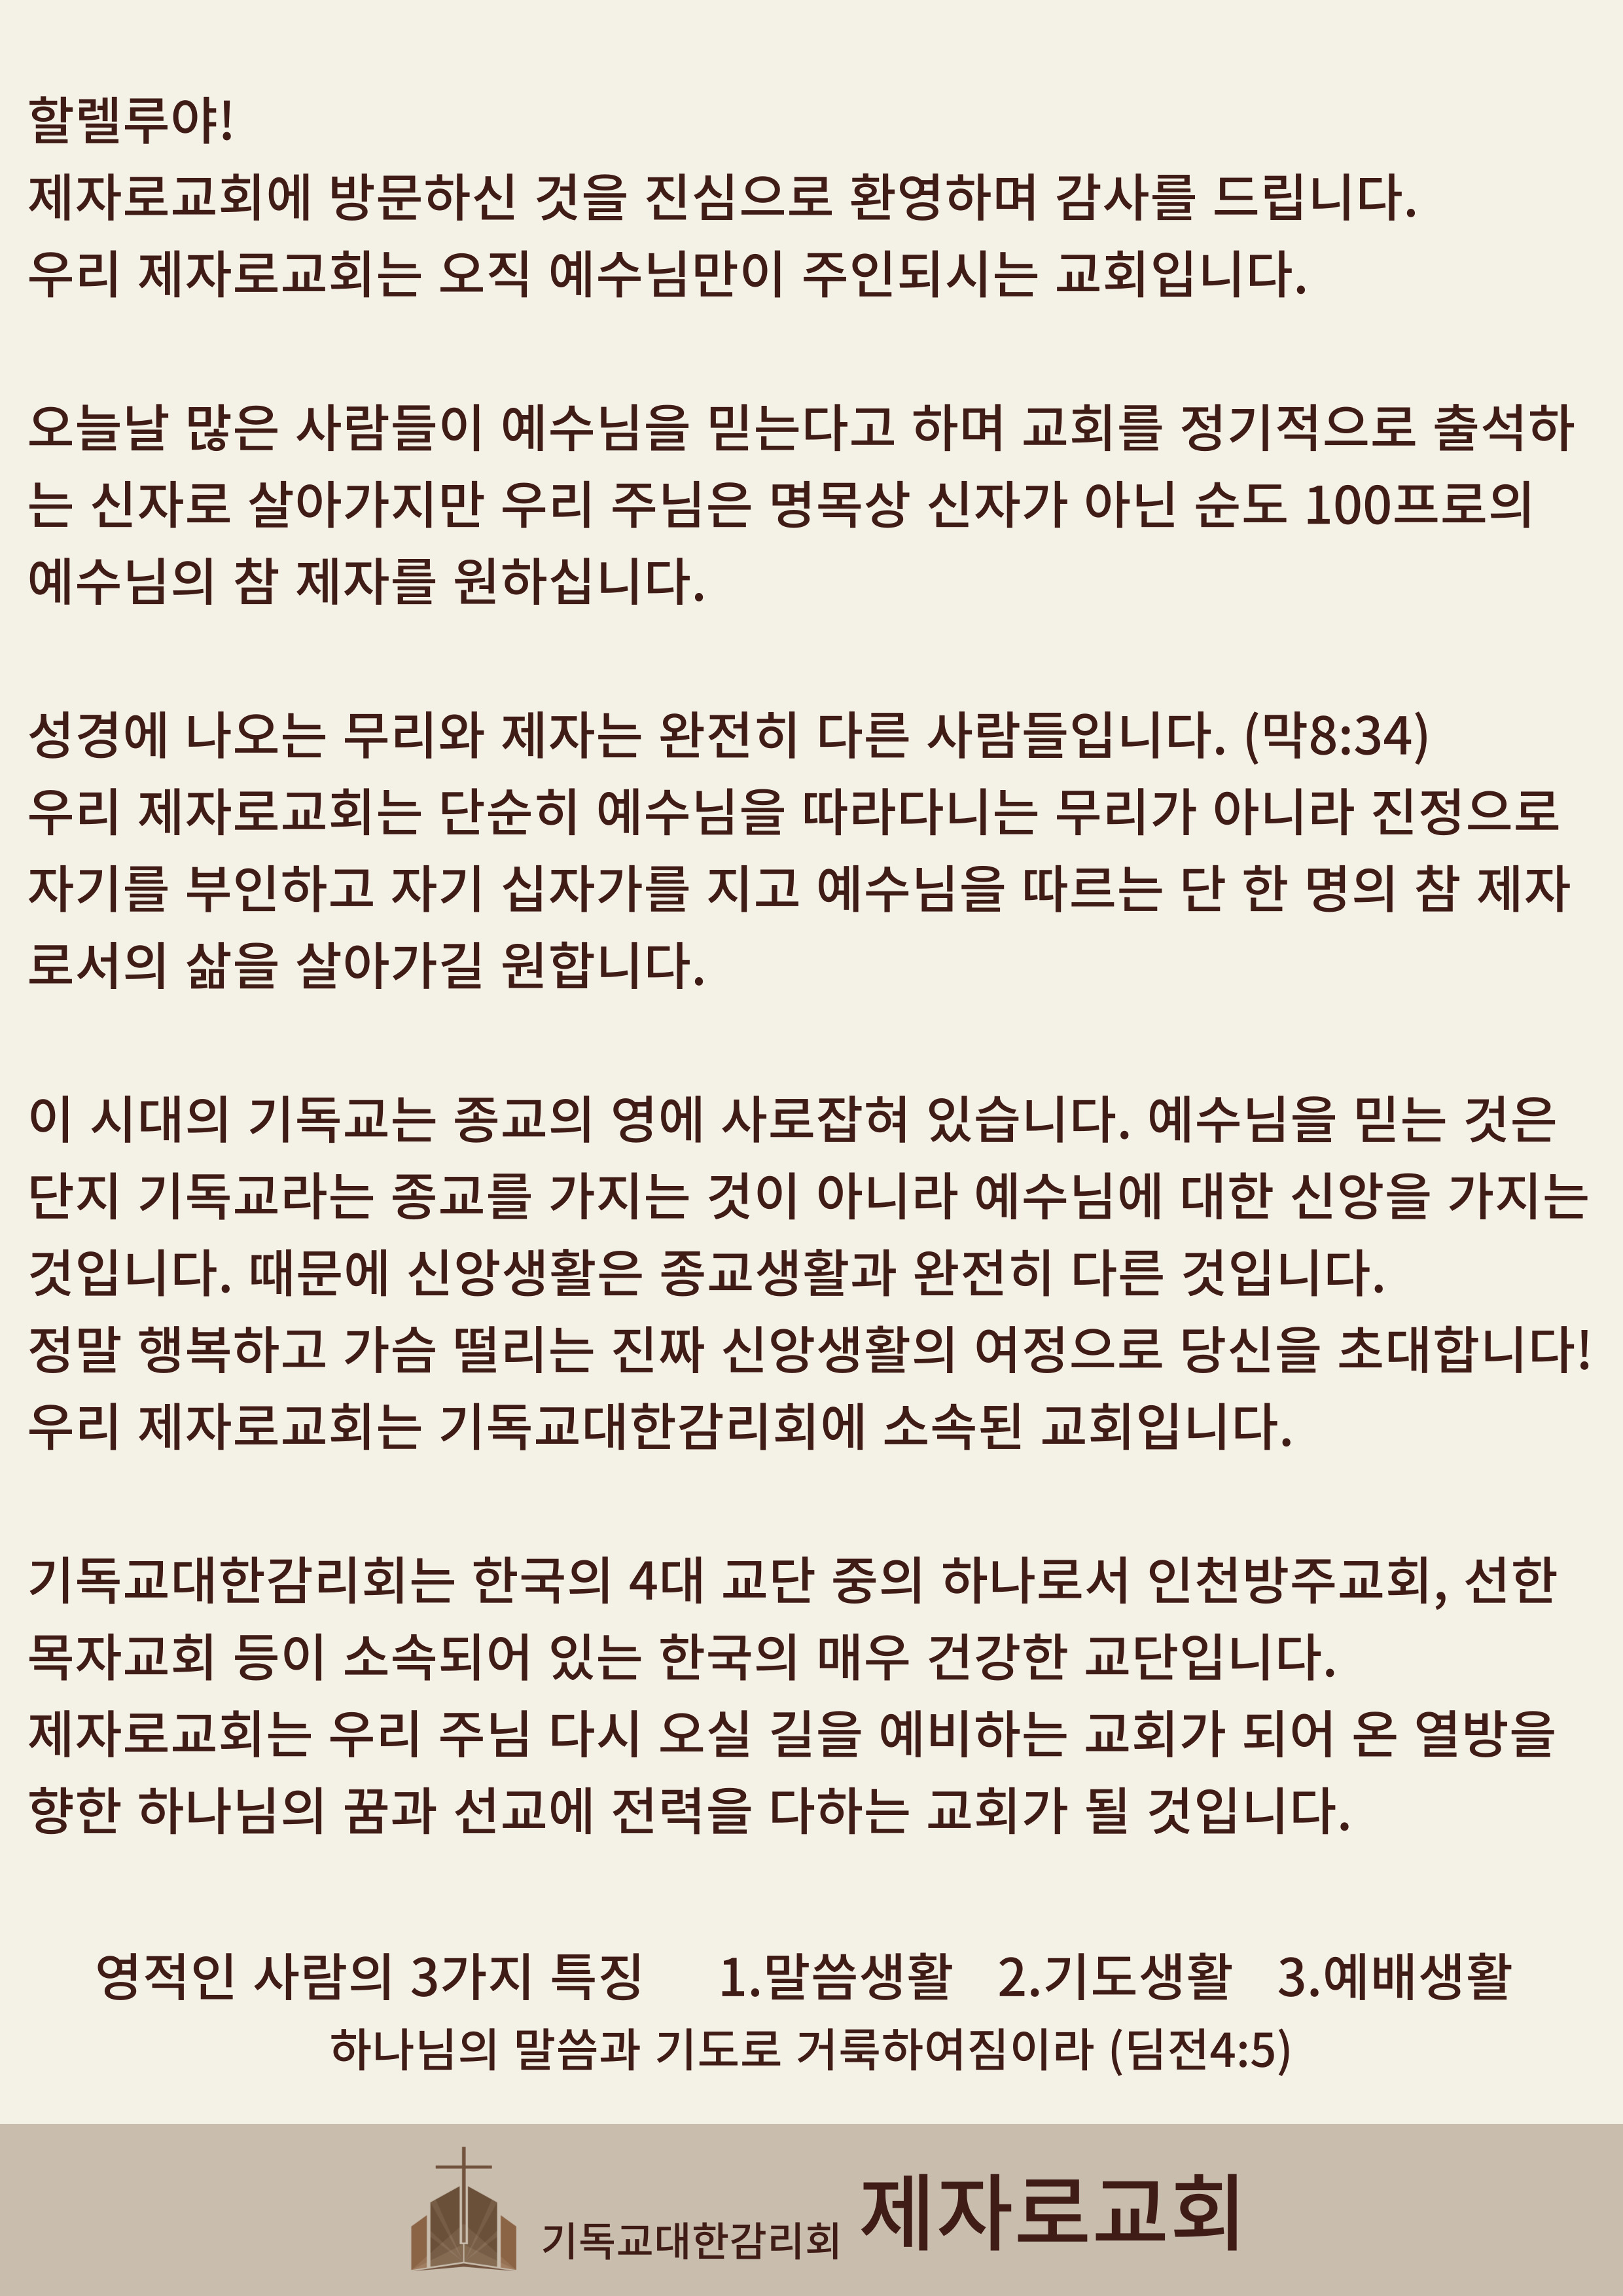 할렐루야!
제자로교회에 방문하신 것을 진심으로 환영하며 감사를 드립니다.
우리 제자로교회는 오직 예수님만이 주인되시는 교회입니다.
오늘날 많은 사람들이 예수님을 믿는다고 하며 교회를 정기적으로 출석하
는 신자로 살아가지만 우리 주님은 명목상 신자가 아닌 순도 100프로의
예수님의 참 제자를 원하십니다.
성경에 나오는 무리와 제자는 완전히 다른 사람들입니다. (막8:34)
우리 제자로교회는 단순히 예수님을 따라다니는 무리가 아니라 진정으로
자기를 부인하고 자기 십자가를 지고 예수님을 따르는 단 한 명의 참 제자
로서의 삶을 살아가길 원합니다.
이 시대의 기독교는 종교의 영에 사로잡혀 있습니다. 예수님을 믿는 것은
단지 기독교라는 종교를 가지는 것이 아니라 예수님에 대한 신앙을 가지는
것입니다. 때문에 신앙생활은 종교생활과 완전히 다른 것입니다.
정말 행복하고 가슴 떨리는 진짜 신앙생활의 여정으로 당신을 초대합니다!
우리 제자로교회는 기독교대한감리회에 소속된 교회입니다.
기독교대한감리회는 한국의 4대 교단 중의 하나로서 인천방주교회, 선한
목자교회 등이 소속되어 있는 한국의 매우 건강한 교단입니다.
제자로교회는 우리 주님 다시 오실 길을 예비하는 교회가 되어 온 열방을
향한 하나님의 꿈과 선교에 전력을 다하는 교회가 될 것입니다.
영적인 사람의 3가지 특징 1.말씀생활 2.기도생활 3.예배생활
하나님의 말씀과 기도로 거룩하여짐이라 (딤전4:5)
기독교대한감리회 제자로교회